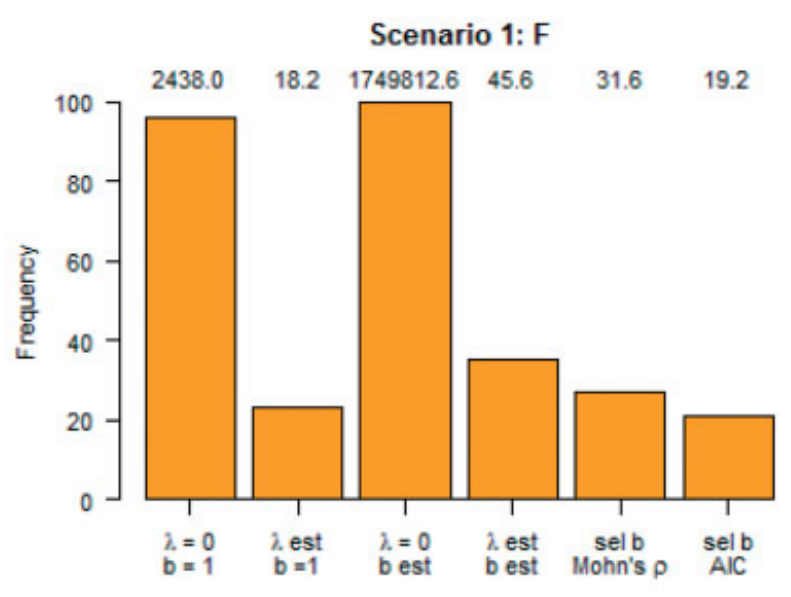 Scenario 1: F
2438.0 18.2 1749812.6 45.6 31.6 19.2
100
80
60
40
20
0
Frequency
λ = 0 λ est λ = 0 λ est sel b sel b
b = 1 b =1 b est b est Mohn's ρ AIC